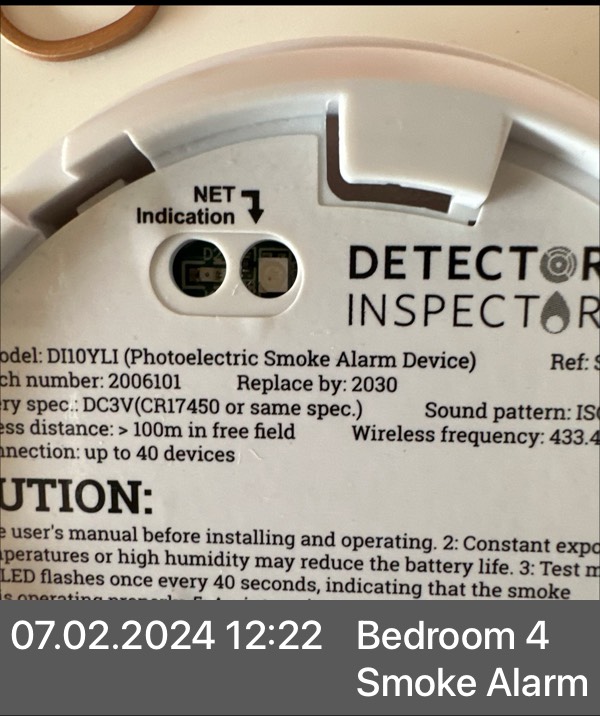 NET
Indication
DETECTOR
INSPECTOR
odel: DI10YLI (Photoelectric Smoke Alarm Device) Ref: S
ch number: 2006101 Replace by: 2030
ery spec.: DC3V(CR17450 or same spec.) Sound pattern: ISO
ess distance: > 100m in free field Wireless frequency: 433.4
nnection: up to 40 devices
UTION:
e user's manual before installing and operating. 2: Constant expo
mperatures or high humidity may reduce the battery life. 3: Test m
LED flashes once every 40 seconds, indicating that the smoke
07.02.2024 12:22 Bedroom 4
Smoke Alarm